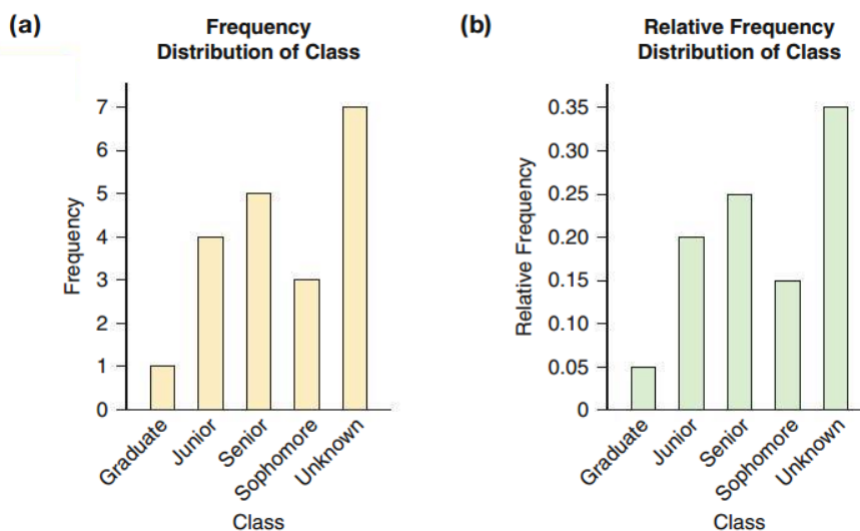 (a)
Frequency
Distribution of Class
7
6
5
4
3
2
1
0
Frequency
Graduate
Junior
Senior
Sophomore
Unknown
Class
(b)
Relative Frequency
Distribution of Class
0.35
0.30
0.25
0.20
0.15
0.10
0.05
0
Relative Frequency
Graduate
Junior
Senior
Sophomore
Unknown
Class